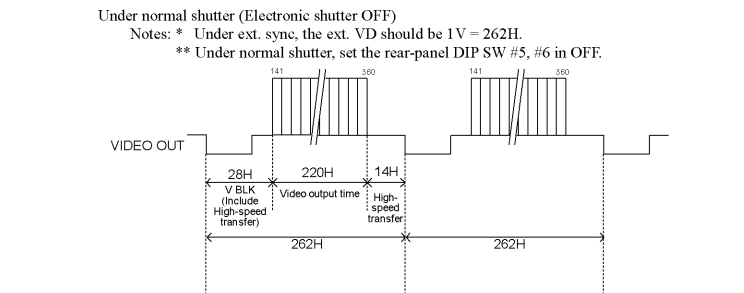 Under normal shutter (Electronic shutter OFF)
Notes: * Under ext. sync, the ext. VD should be 1V = 262H.
** Under normal shutter, set the rear-panel DIP SW #5, #6 in OFF.
141 360 141 360
VIDEO OUT
28H 220H 14H
V BLK
(Include
High-speed
transfer)
Video output time
High-
speed
transfer
262H 262H